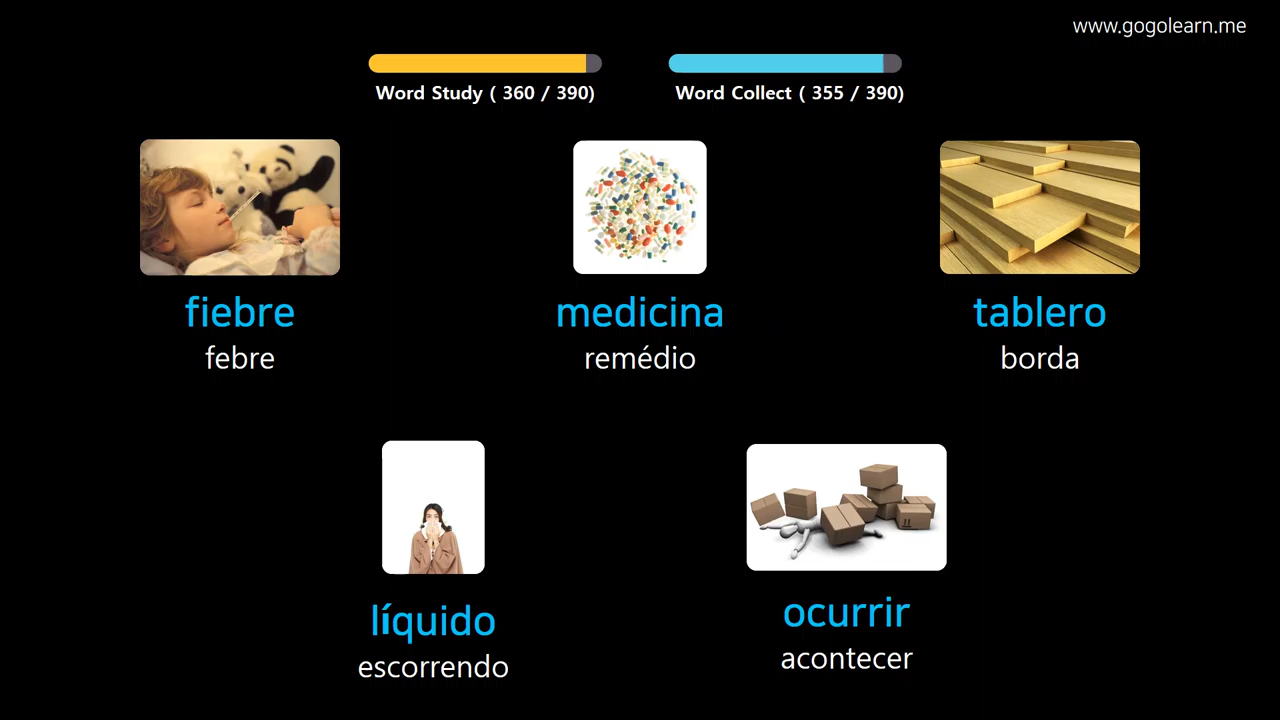 www.gogolearn.me
Word Study ( 360 / 390)
Word Collect ( 355 / 390)
fiebre
febre
medicina
remédio
tablero
borda
líquido
escorrendo
ocurrir
acontecer